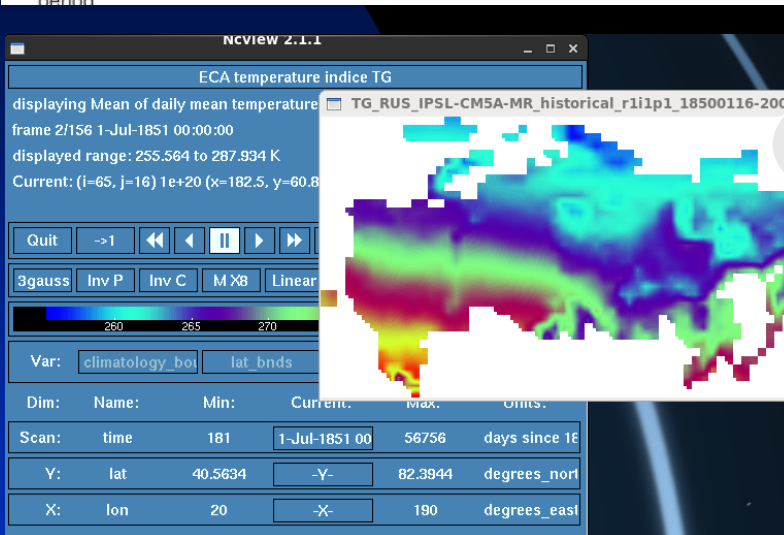 period
Ncview 2.1.1
ECA temperature indice TG
displaying Mean of daily mean temperature
TG_RUS_IPSL-CM5A-MR_historical_r1i1p1_18500116-200
frame 2/156 1-Jul-1851 00:00:00
displayed range: 255.564 to 287.934 K
Current: (i=65, j=16) 1e+20 (x=182.5, y=60.8
Quit ->1
3gauss Inv P Inv C M X8 Linear
260 265 270
Var: climatology_bou lat_bnds
Dim: Name: Min: Current: Max: Units:
Scan: time 181 1-Jul-1851 00 56756 days since 18
Y: lat 40.5634 -Y- 82.3944 degrees_nort
X: lon 20 -X- 190 degrees_east